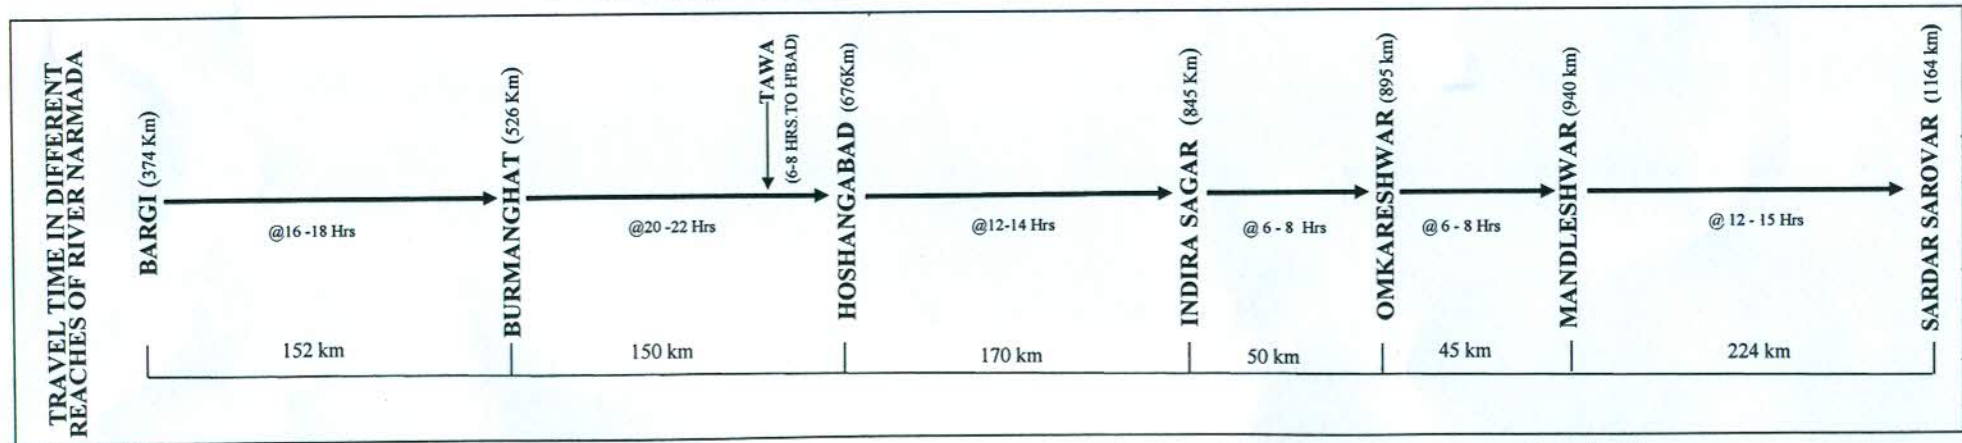 TRAVEL TIME IN DIFFERENT
REACHES OF RIVER NARMADA
BARGI (374 Km)
BURMANGHAT (526 Km)
TAWA
(6-8 HRS.TO H'BAD)
HOSHANGABAD (676Km)
INDIRA SAGAR (845 Km)
OMKARESHWAR (895 km)
MANDLESHWAR (940 km)
SARDAR SAROVAR (1164 km)
@16 -18 Hrs
@20 -22 Hrs
@12-14 Hrs
@ 6 - 8 Hrs
@ 6 - 8 Hrs
@ 12 - 15 Hrs
152 km
150 km
170 km
50 km
45 km
224 km